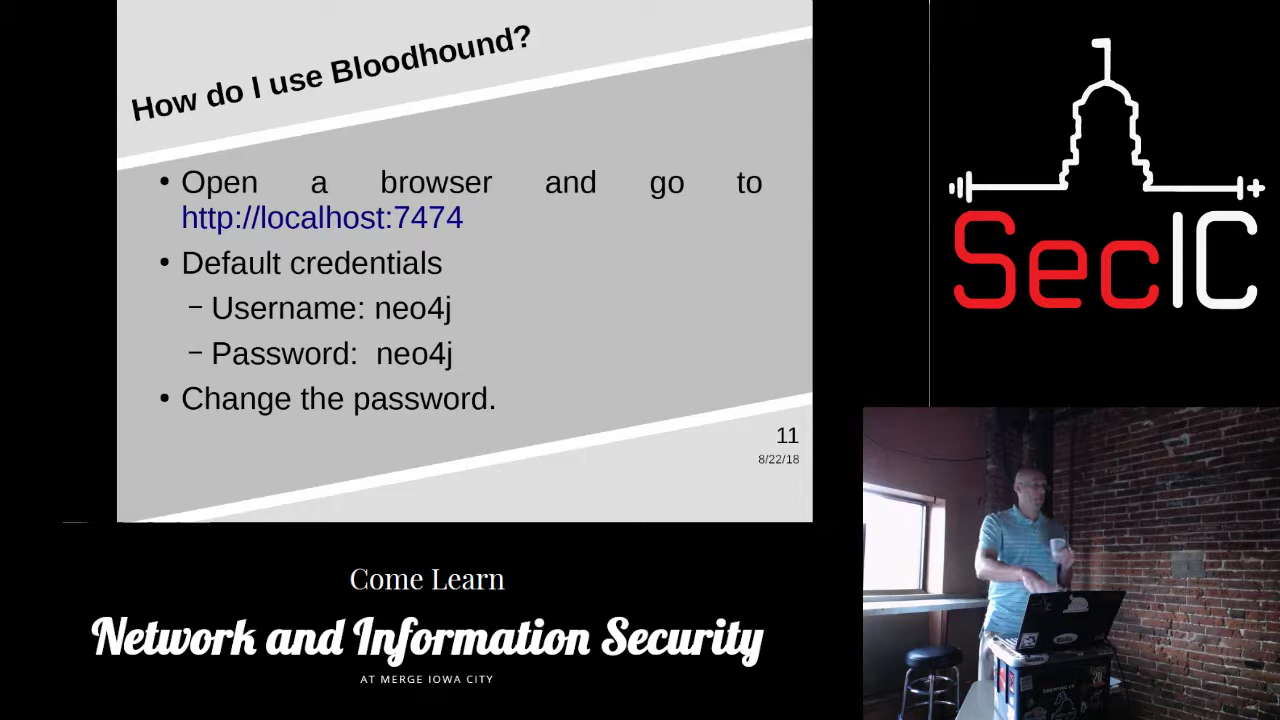 How do I use Bloodhound?
• Open a browser and go to
http://localhost:7474
• Default credentials
– Username: neo4j
– Password:  neo4j
• Change the password.
11
8/22/18
SecIC
Come Learn
Network and Information Security
AT MERGE IOWA CITY